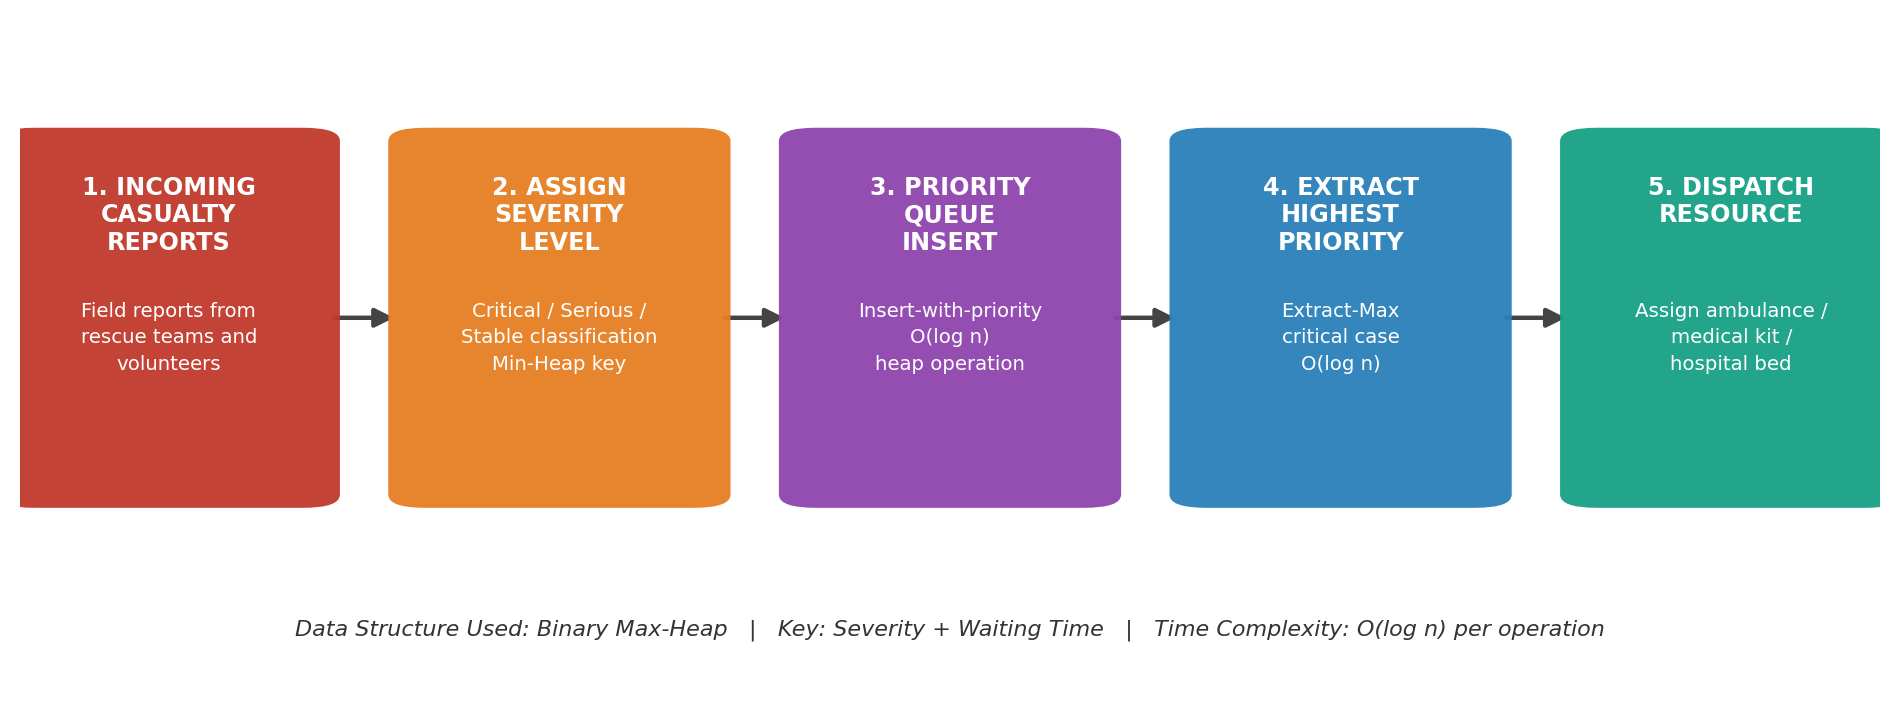 1. INCOMING
CASUALTY
REPORTS
Field reports from
rescue teams and
volunteers
2. ASSIGN
SEVERITY
LEVEL
Critical / Serious /
Stable classification
Min-Heap key
3. PRIORITY
QUEUE
INSERT
Insert-with-priority
O(log n)
heap operation
4. EXTRACT
HIGHEST
PRIORITY
Extract-Max
critical case
O(log n)
5. DISPATCH
RESOURCE
Assign ambulance /
medical kit /
hospital bed
Data Structure Used: Binary Max-Heap | Key: Severity + Waiting Time | Time Complexity: O(log n) per operation